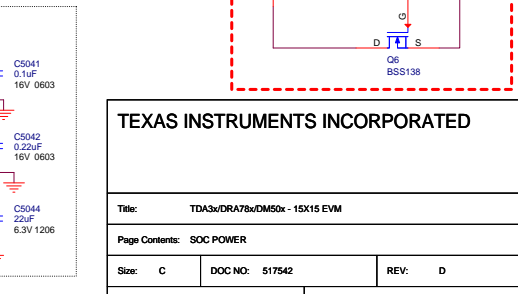 G
D
S
Q6
BSS138
C5041
0.1uF
16V 0603
C5042
0.22uF
16V 0603
C5044
22uF
6.3V 1206
TEXAS INSTRUMENTS INCORPORATED
Title: TDA3x/DRA78x/DM50x - 15X15 EVM
Page Contents: SOC POWER
Size: C DOC NO: 517542 REV: D